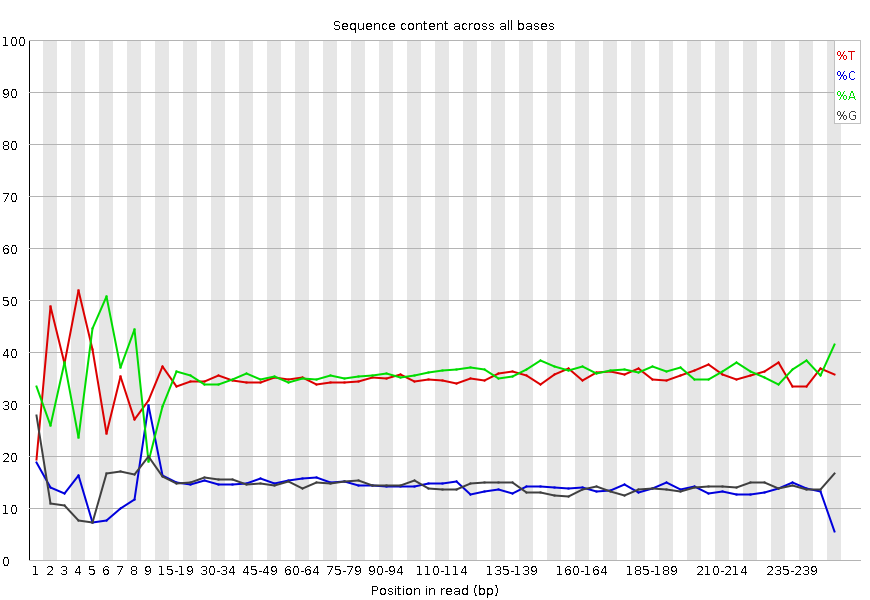 Sequence content across all bases
100
90
80
70
60
50
40
30
20
10
0
%T
%C
%A
%G
1 2 3 4 5 6 7 8 9 15-19 30-34 45-49 60-64 75-79 90-94 110-114 135-139 160-164 185-189 210-214 235-239
Position in read (bp)